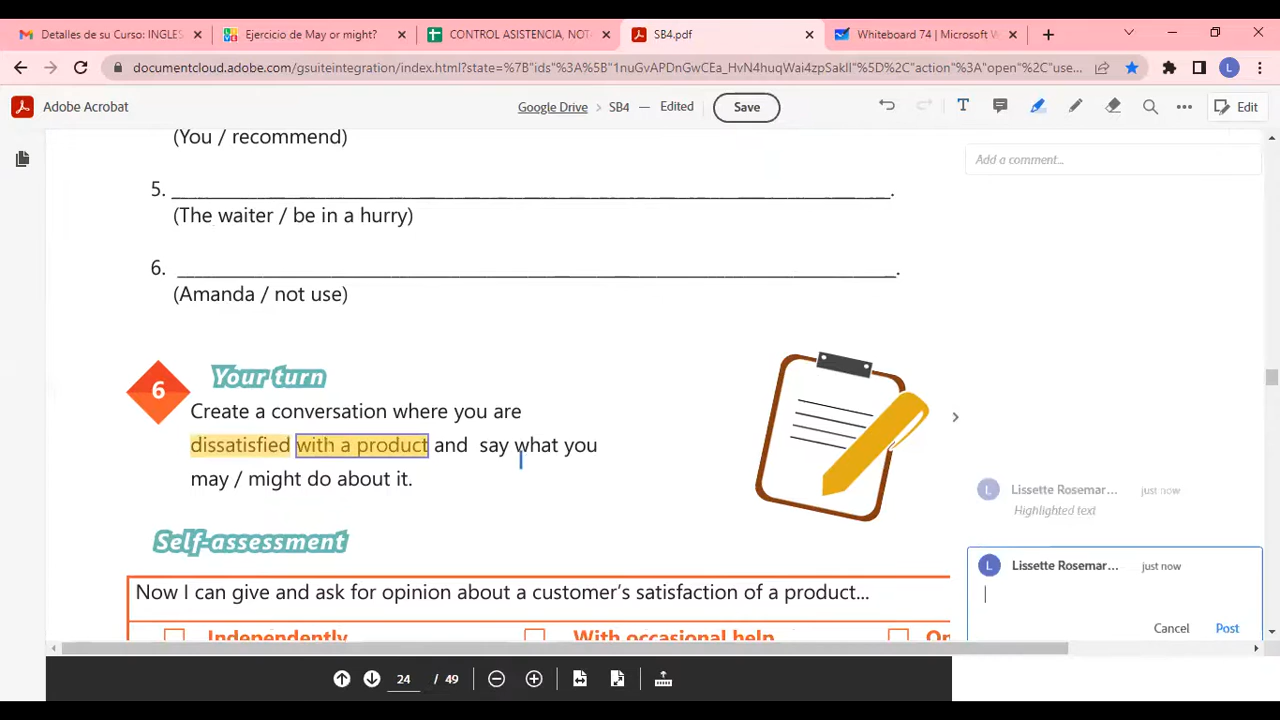 Detalles de su Curso: INGLES
Ejercicio de May or might?
CONTROL ASISTENCIA, NOT
SB4.pdf
Whiteboard 74 | Microsoft W
documentcloud.adobe.com/gsuiteintegration/index.html?state=%7B"ids"%3A%5B"1nuGvAPDnGwCEa_HvN4huqWai4zpSakll"%5D%2C"action"%3A"open"%2C"use...
L
Adobe Acrobat
Google Drive > SB4 — Edited
Save
Edit
(You / recommend)
Add a comment...
5. ______________________________.
(The waiter / be in a hurry)
6. ______________________________.
(Amanda / not use)
6
Your turn
Create a conversation where you are
dissatisfied with a product and say what you
may / might do about it.
L Lissette Rosemar... just now
Highlighted text
Self-assessment
L Lissette Rosemar... just now
Now I can give and ask for opinion about a customer's satisfaction of a product...
Cancel Post
Independently
With occasional help
24 / 49